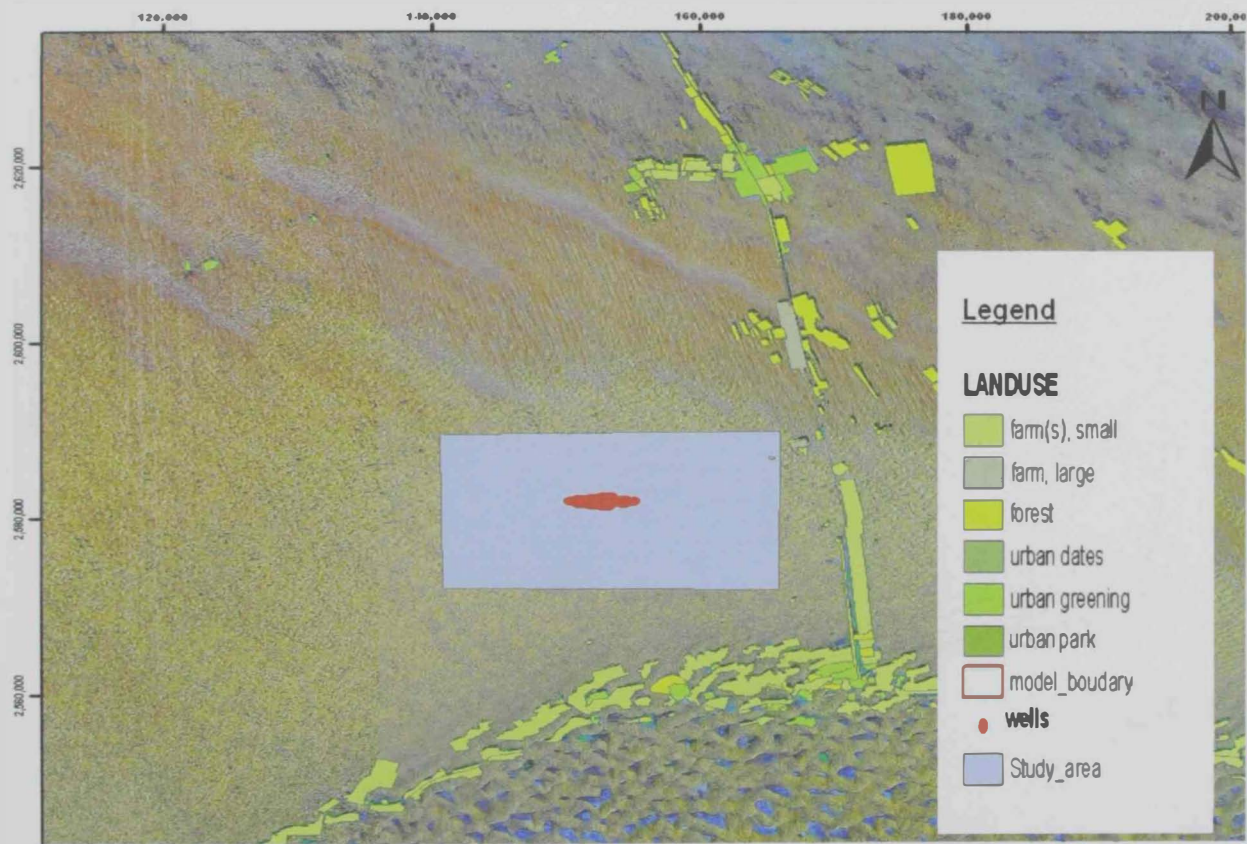 120,000 140,000 160,000 180,000 200,000
N
2,620,000
2,600,000
2,580,000
2,560,000
Legend
LANDUSE
farm(s), small
farm, large
forest
urban dates
urban greening
urban park
model_boudary
wells
Study_area